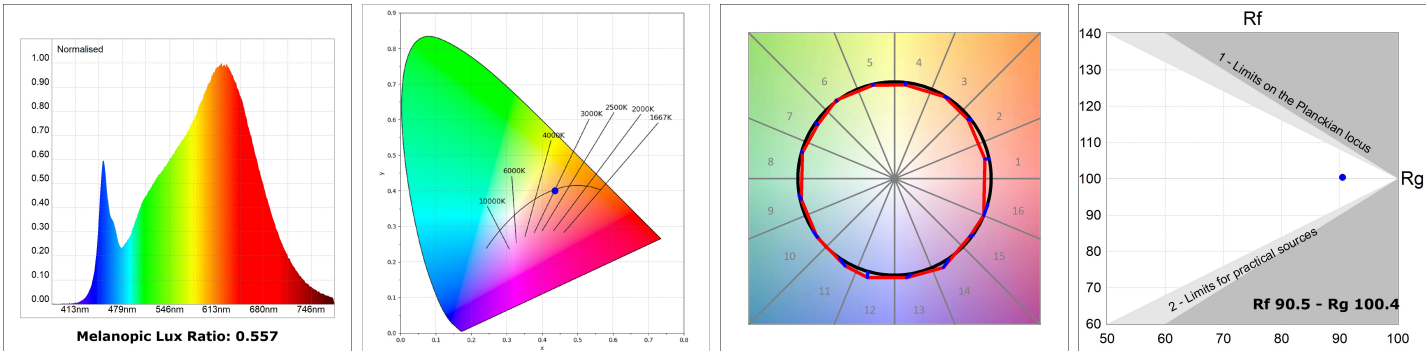 Normalised
1.00
0.90
0.80
0.70
0.60
0.50
0.40
0.30
0.20
0.10
0.00
413nm 479nm 546nm 613nm 680nm 746nm
Melanopic Lux Ratio: 0.557
0.9
0.8
0.7
0.6
0.5
0.4
0.3
0.2
0.1
0.0
y
0.0 0.1 0.2 0.3 0.4 0.5 0.6 0.7 0.8
x
10000K
6000K
4000K
3000K
2500K
2000K
1667K
1
2
3
4
5
6
7
8
9
10
11
12
13
14
15
16
Rf
140
130
120
110
100
90
80
70
60
Rg
1 - Limits on the Planckian locus
2 - Limits for practical sources
Rf 90.5 - Rg 100.4
50 60 70 80 90 100